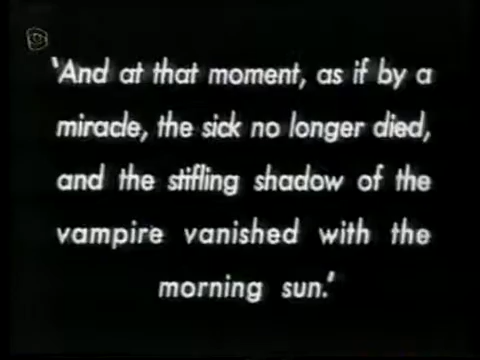 'And at that moment, as if by a
miracle, the sick no longer died,
and the stifling shadow of the
vampire vanished with the
morning sun.'